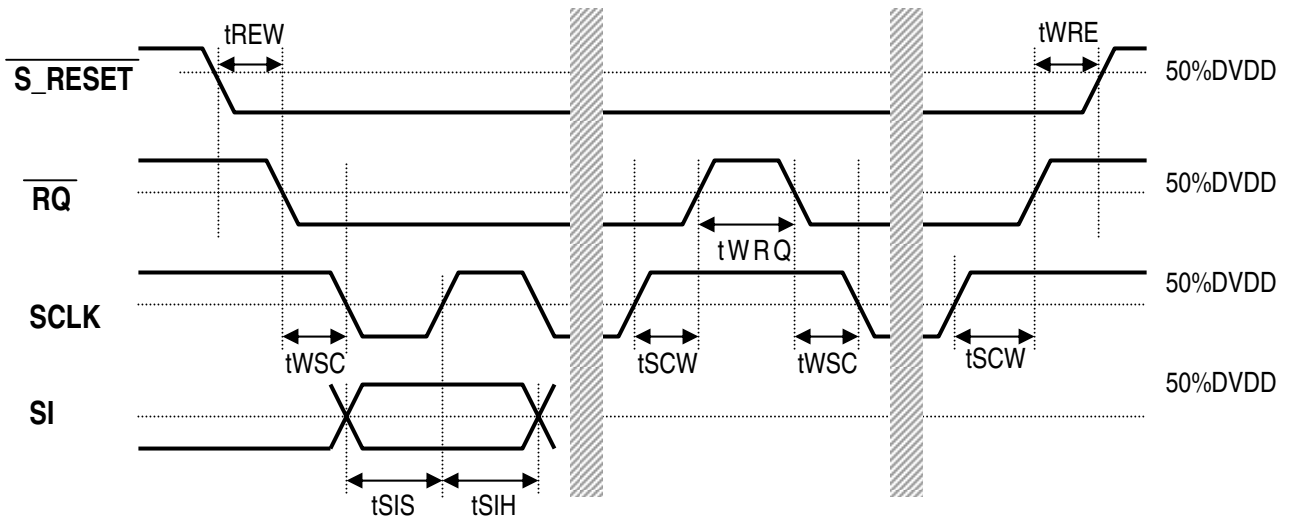 tREW
tWRE
S_RESET
50%DVDD
RQ
50%DVDD
tWRQ
SCLK
50%DVDD
tWSC
tSCW
tWSC
tSCW
SI
50%DVDD
tSIS
tSIH